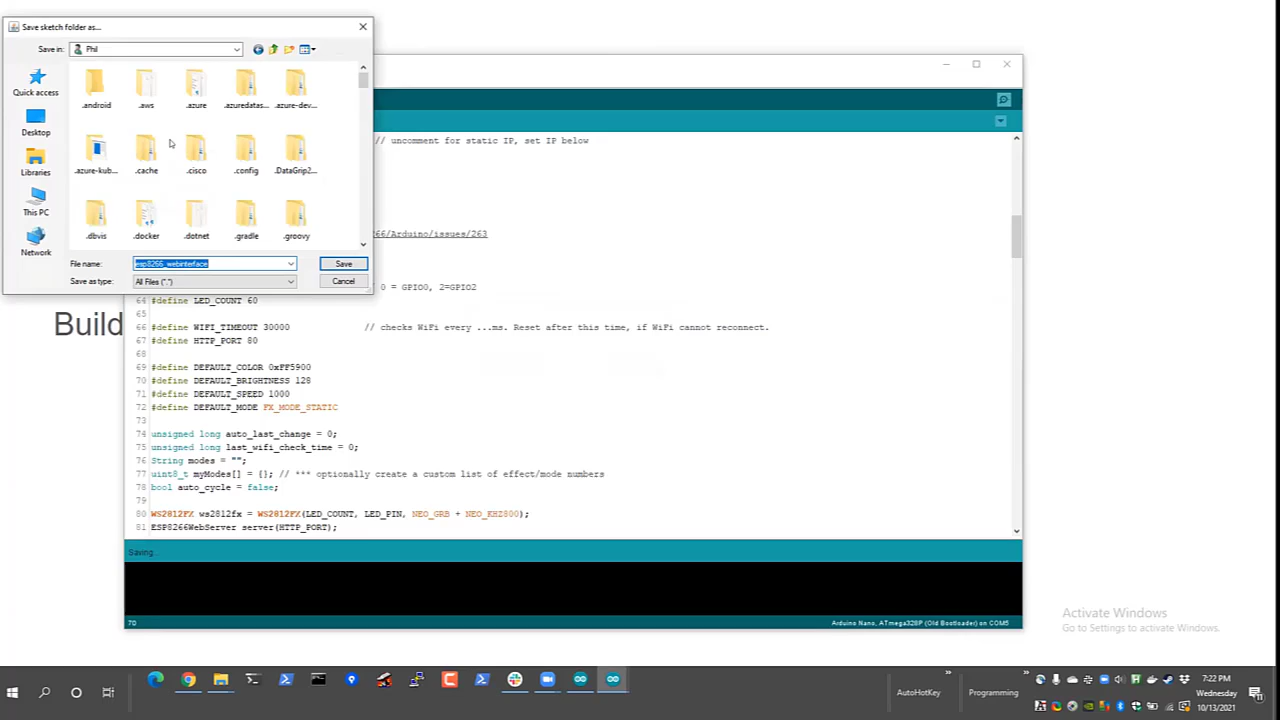 Save sketch folder as...
Save in:
Phil
Quick access
Desktop
Libraries
This PC
Network
.android
.aws
.azure
.azuredatas...
.azure-dev...
.azure-kub...
.cache
.cisco
.config
.DataGrip2...
.dbvis
.docker
.dotnet
.gradle
.groovy
File name:
esp8266_webinterface
Save
Save as type:
All Files (*.*)
Cancel
Build
// uncomment for static IP, set IP below
66/Arduino/issues/263
0 = GPIO0, 2=GPIO2
64 #define LED_COUNT 60
65
66 #define WIFI_TIMEOUT 30000 // checks WiFi every ...ms. Reset after this time, if WiFi cannot reconnect.
67 #define HTTP_PORT 80
68
69 #define DEFAULT_COLOR 0xFF5900
70 #define DEFAULT_BRIGHTNESS 128
71 #define DEFAULT_SPEED 1000
72 #define DEFAULT_MODE FX_MODE_STATIC
73
74 unsigned long auto_last_change = 0;
75 unsigned long last_wifi_check_time = 0;
76 String modes = "";
77 uint8_t myModes[] = {}; // *** optionally create a custom list of effect/mode numbers
78 bool auto_cycle = false;
79
80 WS2812FX ws2812fx = WS2812FX(LED_COUNT, LED_PIN, NEO_GRB + NEO_KHZ800);
81 ESP8266WebServer server(HTTP_PORT);
Saving...
70
Arduino Nano, ATmega328P (Old Bootloader) on COM5
Activate Windows
Go to Settings to activate Windows.
AutoHotKey
»
Programming
»
7:22 PM
Wednesday
10/13/2021